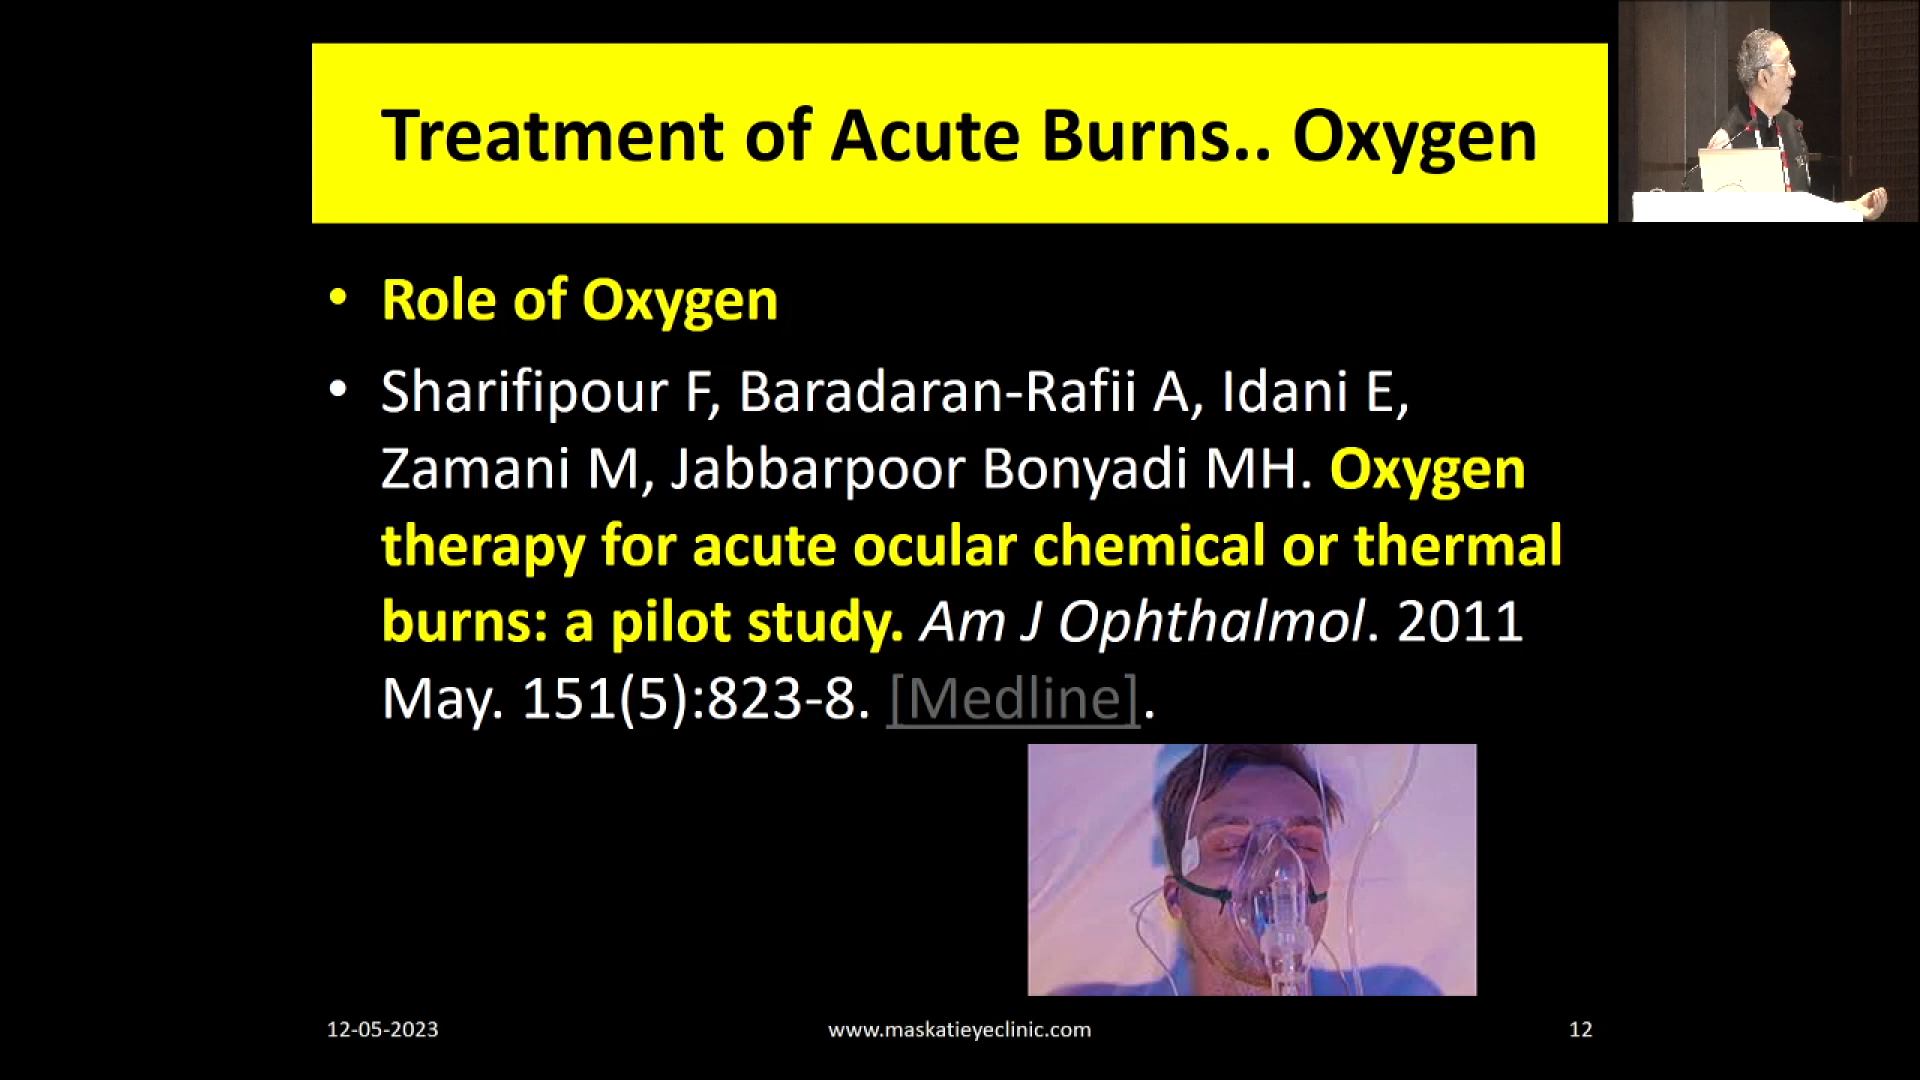 Treatment of Acute Burns.. Oxygen
• Role of Oxygen
• Sharifipour F, Baradaran-Rafii A, Idani E,
Zamani M, Jabbarpoor Bonyadi MH. Oxygen
therapy for acute ocular chemical or thermal
burns: a pilot study. Am J Ophthalmol. 2011
May. 151(5):823-8. [Medline].
12-05-2023
www.maskatieyeclinic.com
12